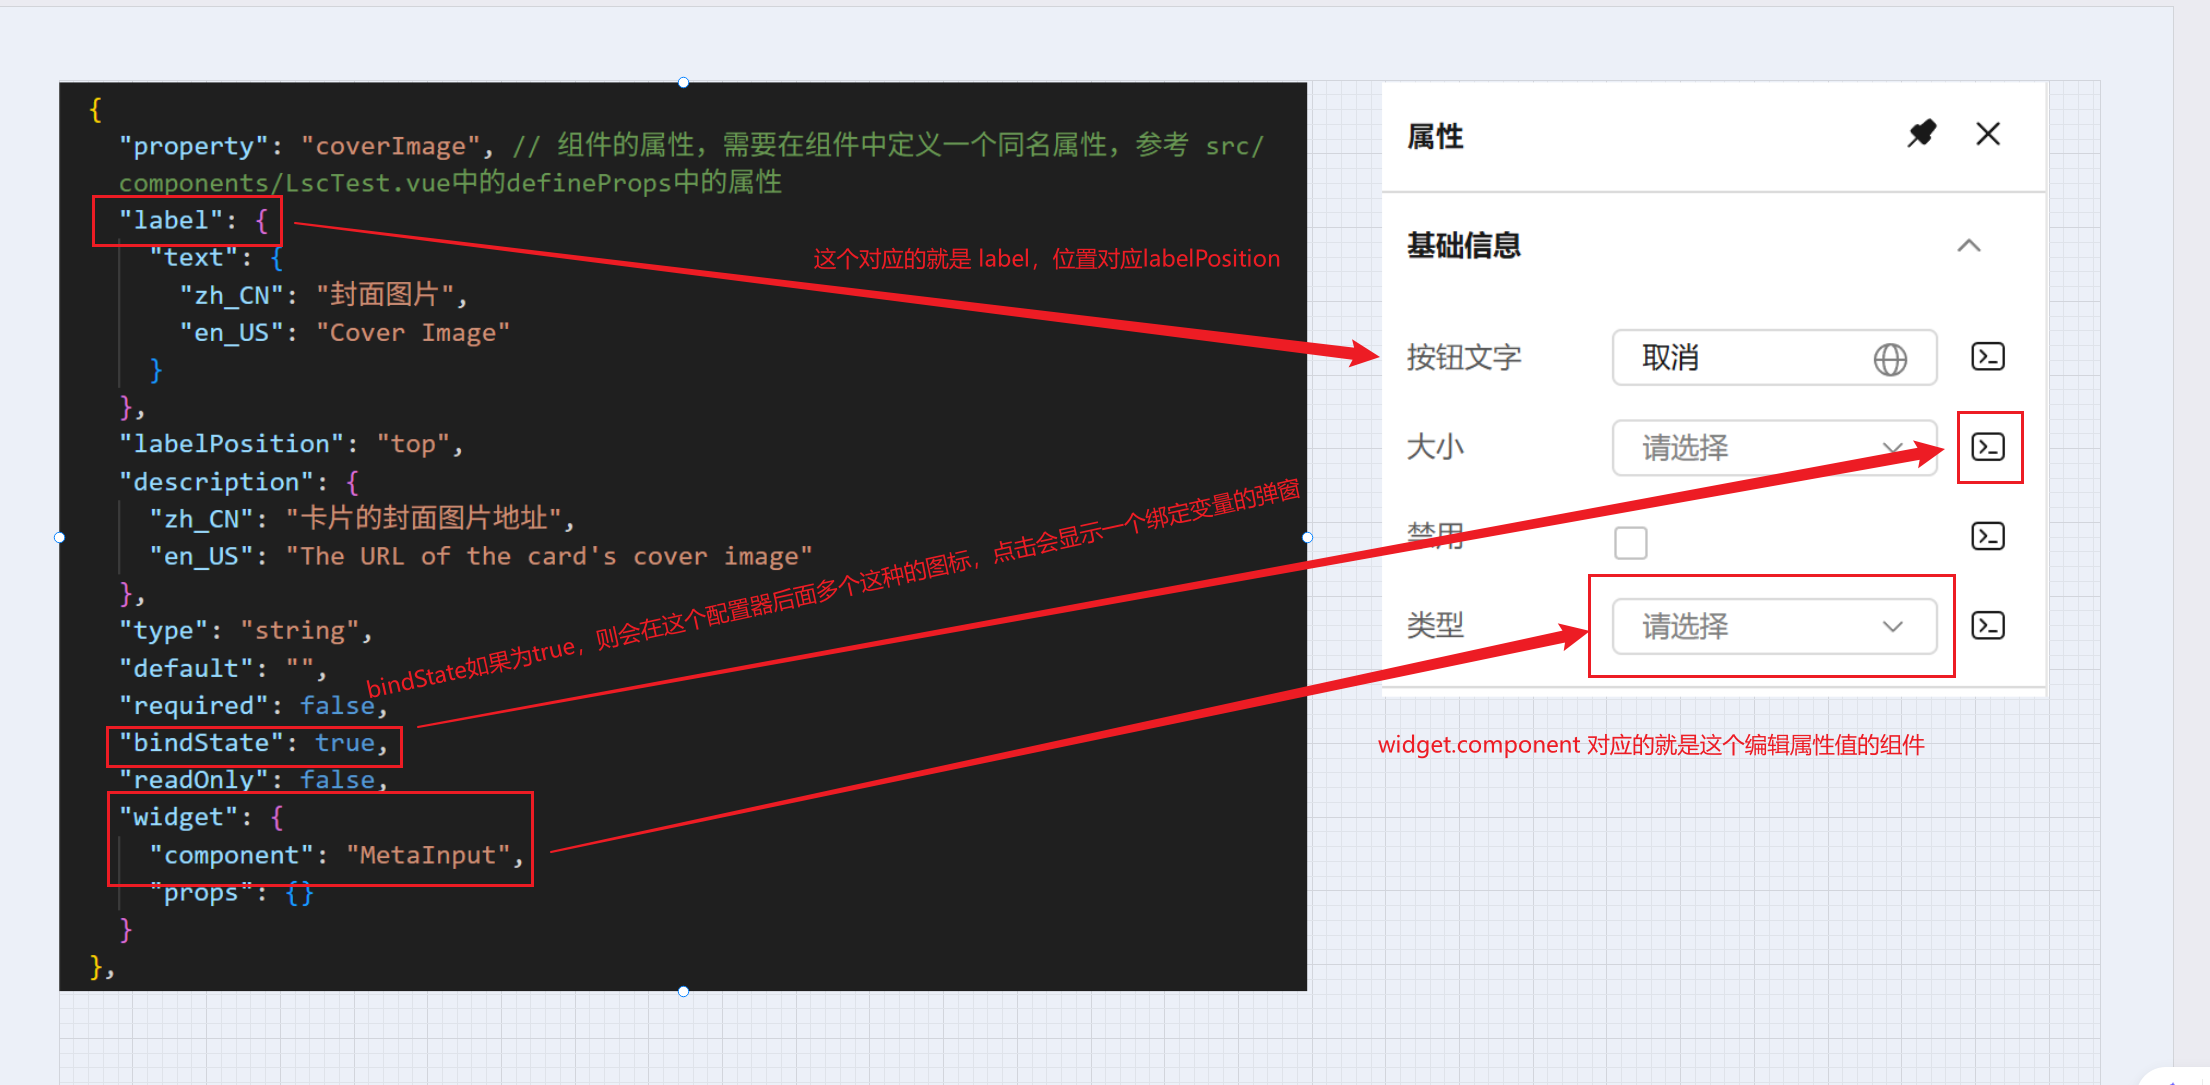 {
"property": "coverImage", // 组件的属性，需要在组件中定义一个同名属性，参考 src/
components/LscTest.vue中的defineProps中的属性
"label": {
"text": {
"zh_CN": "封面图片",
"en_US": "Cover Image"
}
},
"labelPosition": "top",
"description": {
"zh_CN": "卡片的封面图片地址",
"en_US": "The URL of the card's cover image"
},
"type": "string",
"default": "",
"required": false,
"bindState": true,
"readOnly": false,
"widget": {
"component": "MetaInput",
"props": {}
}
},
这个对应的就是 label，位置对应labelPosition
bindState如果为true，则会在这个配置器后面多个这种的图标，点击会显示一个绑定变量的弹窗
属性
基础信息
按钮文字
取消
大小
请选择
禁用
类型
请选择
widget.component 对应的就是这个编辑属性值的组件